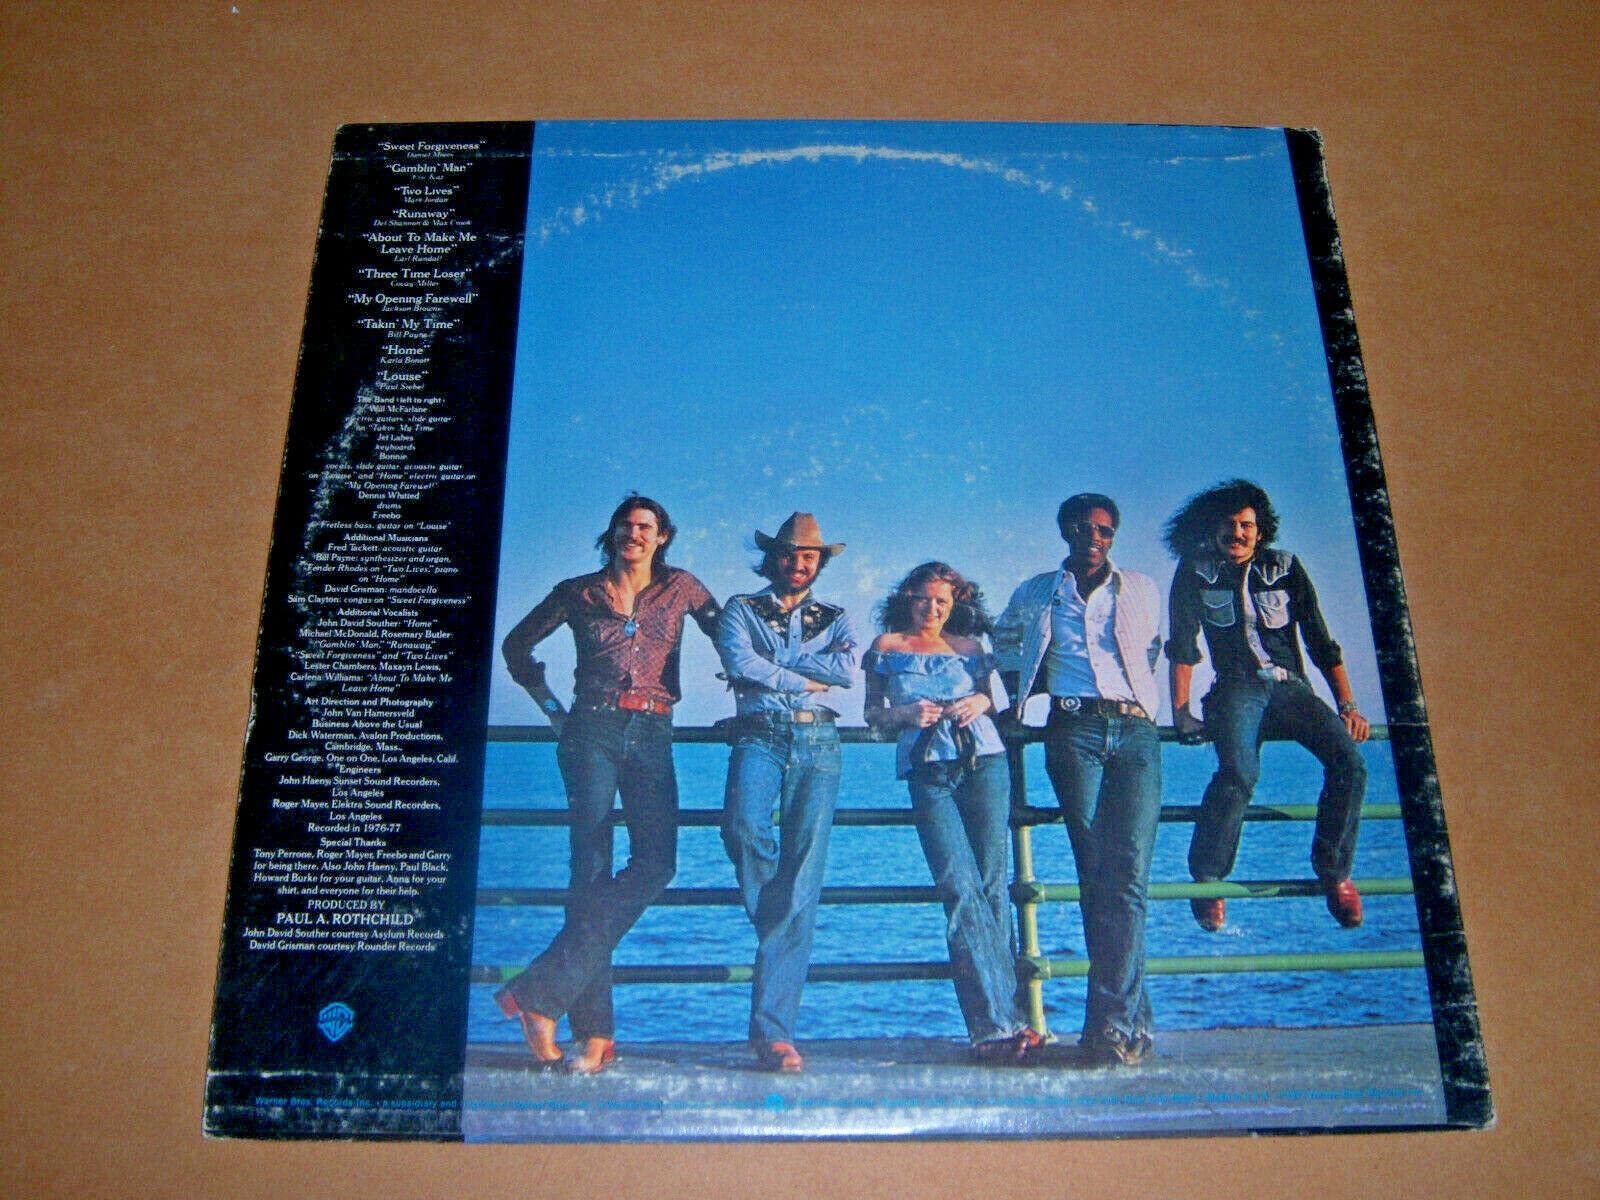 "Sweet Forgiveness"
Daniel Moore
"Gamblin' Man"
Eric Kaz
"Two Lives"
Mark Jordan
"Runaway"
Del Shannon & Max Crook
"About To Make Me
Leave Home"
Earl Randall
"Three Time Loser"
Covay-Miller
"My Opening Farewell"
Jackson Browne
"Takin' My Time"
Bill Payne
"Home"
Karla Bonoff
"Louise"
Paul Siebel
The Band (left to right)
Will McFarlane
electric guitars, slide guitar
on "Takin' My Time
Jef Labes
keyboards
Bonnie
vocals, slide guitar, acoustic guitar
on "Louise" and "Home" electric guitar on
"My Opening Farewell"
Dennis Whitted
drums
Freebo
Fretless bass, guitar on "Louise"
Additional Musicians
Fred Tackett: acoustic guitar
Bill Payne: synthesizer and organ,
Fender Rhodes on "Two Lives," piano
on "Home"
David Grisman: mandocello
Sam Clayton: congas on "Sweet Forgiveness"
Additional Vocalists
John David Souther: "Home"
Michael McDonald, Rosemary Butler
"Gamblin' Man," "Runaway,"
"Sweet Forgiveness" and "Two Lives"
Lester Chambers, Maxayn Lewis,
Carlena Williams: "About To Make Me
Leave Home"
Art Direction and Photography
John Van Hamersveld
Business Above the Usual
Dick Waterman, Avalon Productions,
Cambridge, Mass.,
Garry George, One on One, Los Angeles, Calif.
Engineers
John Haeny, Sunset Sound Recorders,
Los Angeles
Roger Mayer, Elektra Sound Recorders,
Los Angeles
Recorded in 1976-77
Special Thanks
Tony Perrone, Roger Mayer, Freebo and Garry
for being there. Also John Haeny, Paul Black,
Howard Burke for your guitar, Anna for your
shirt, and everyone for their help.
PRODUCED BY
PAUL A. ROTHCHILD
John David Souther courtesy Asylum Records
David Grisman courtesy Rounder Records
Warner Bros. Records Inc. • a subsidiary and